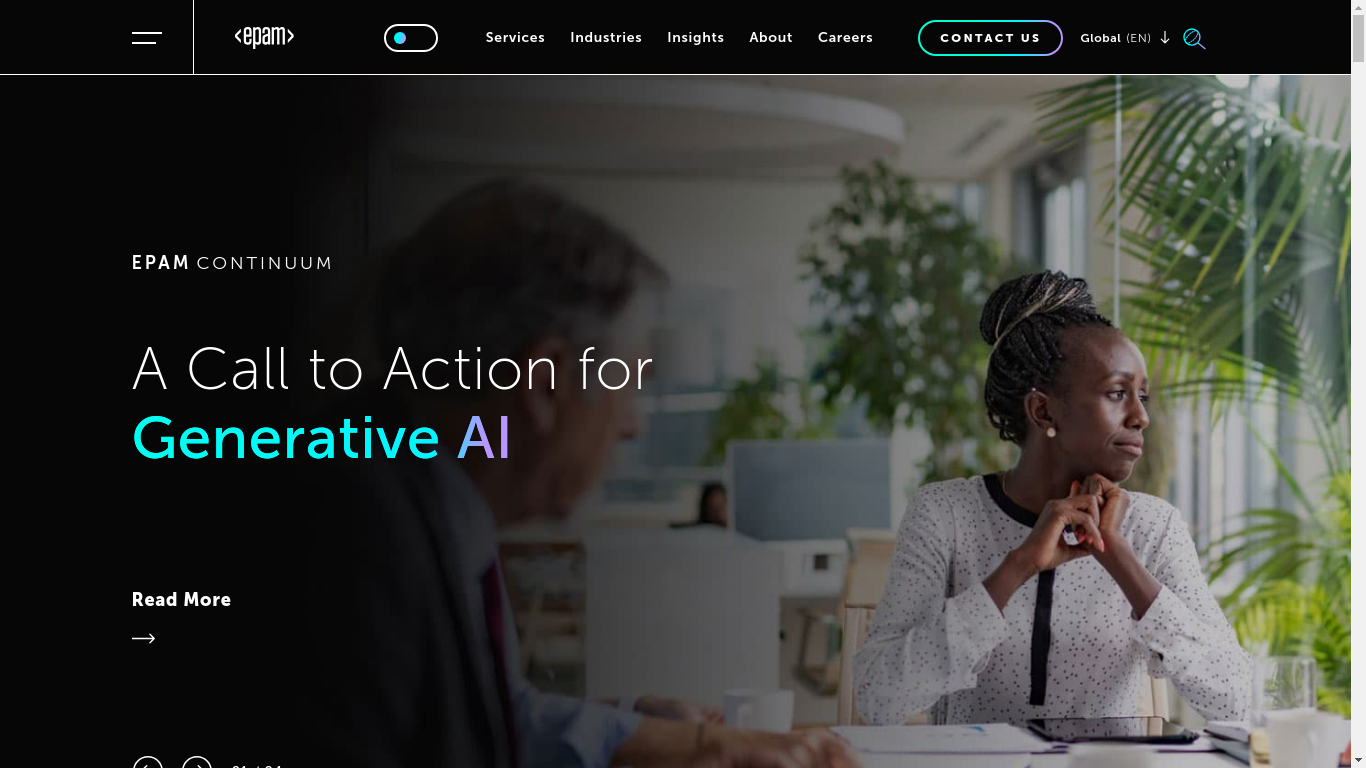 <epam>
Services
Industries
Insights
About
Careers
CONTACT US
Global (EN)
EPAM CONTINUUM
A Call to Action for
Generative AI
Read More